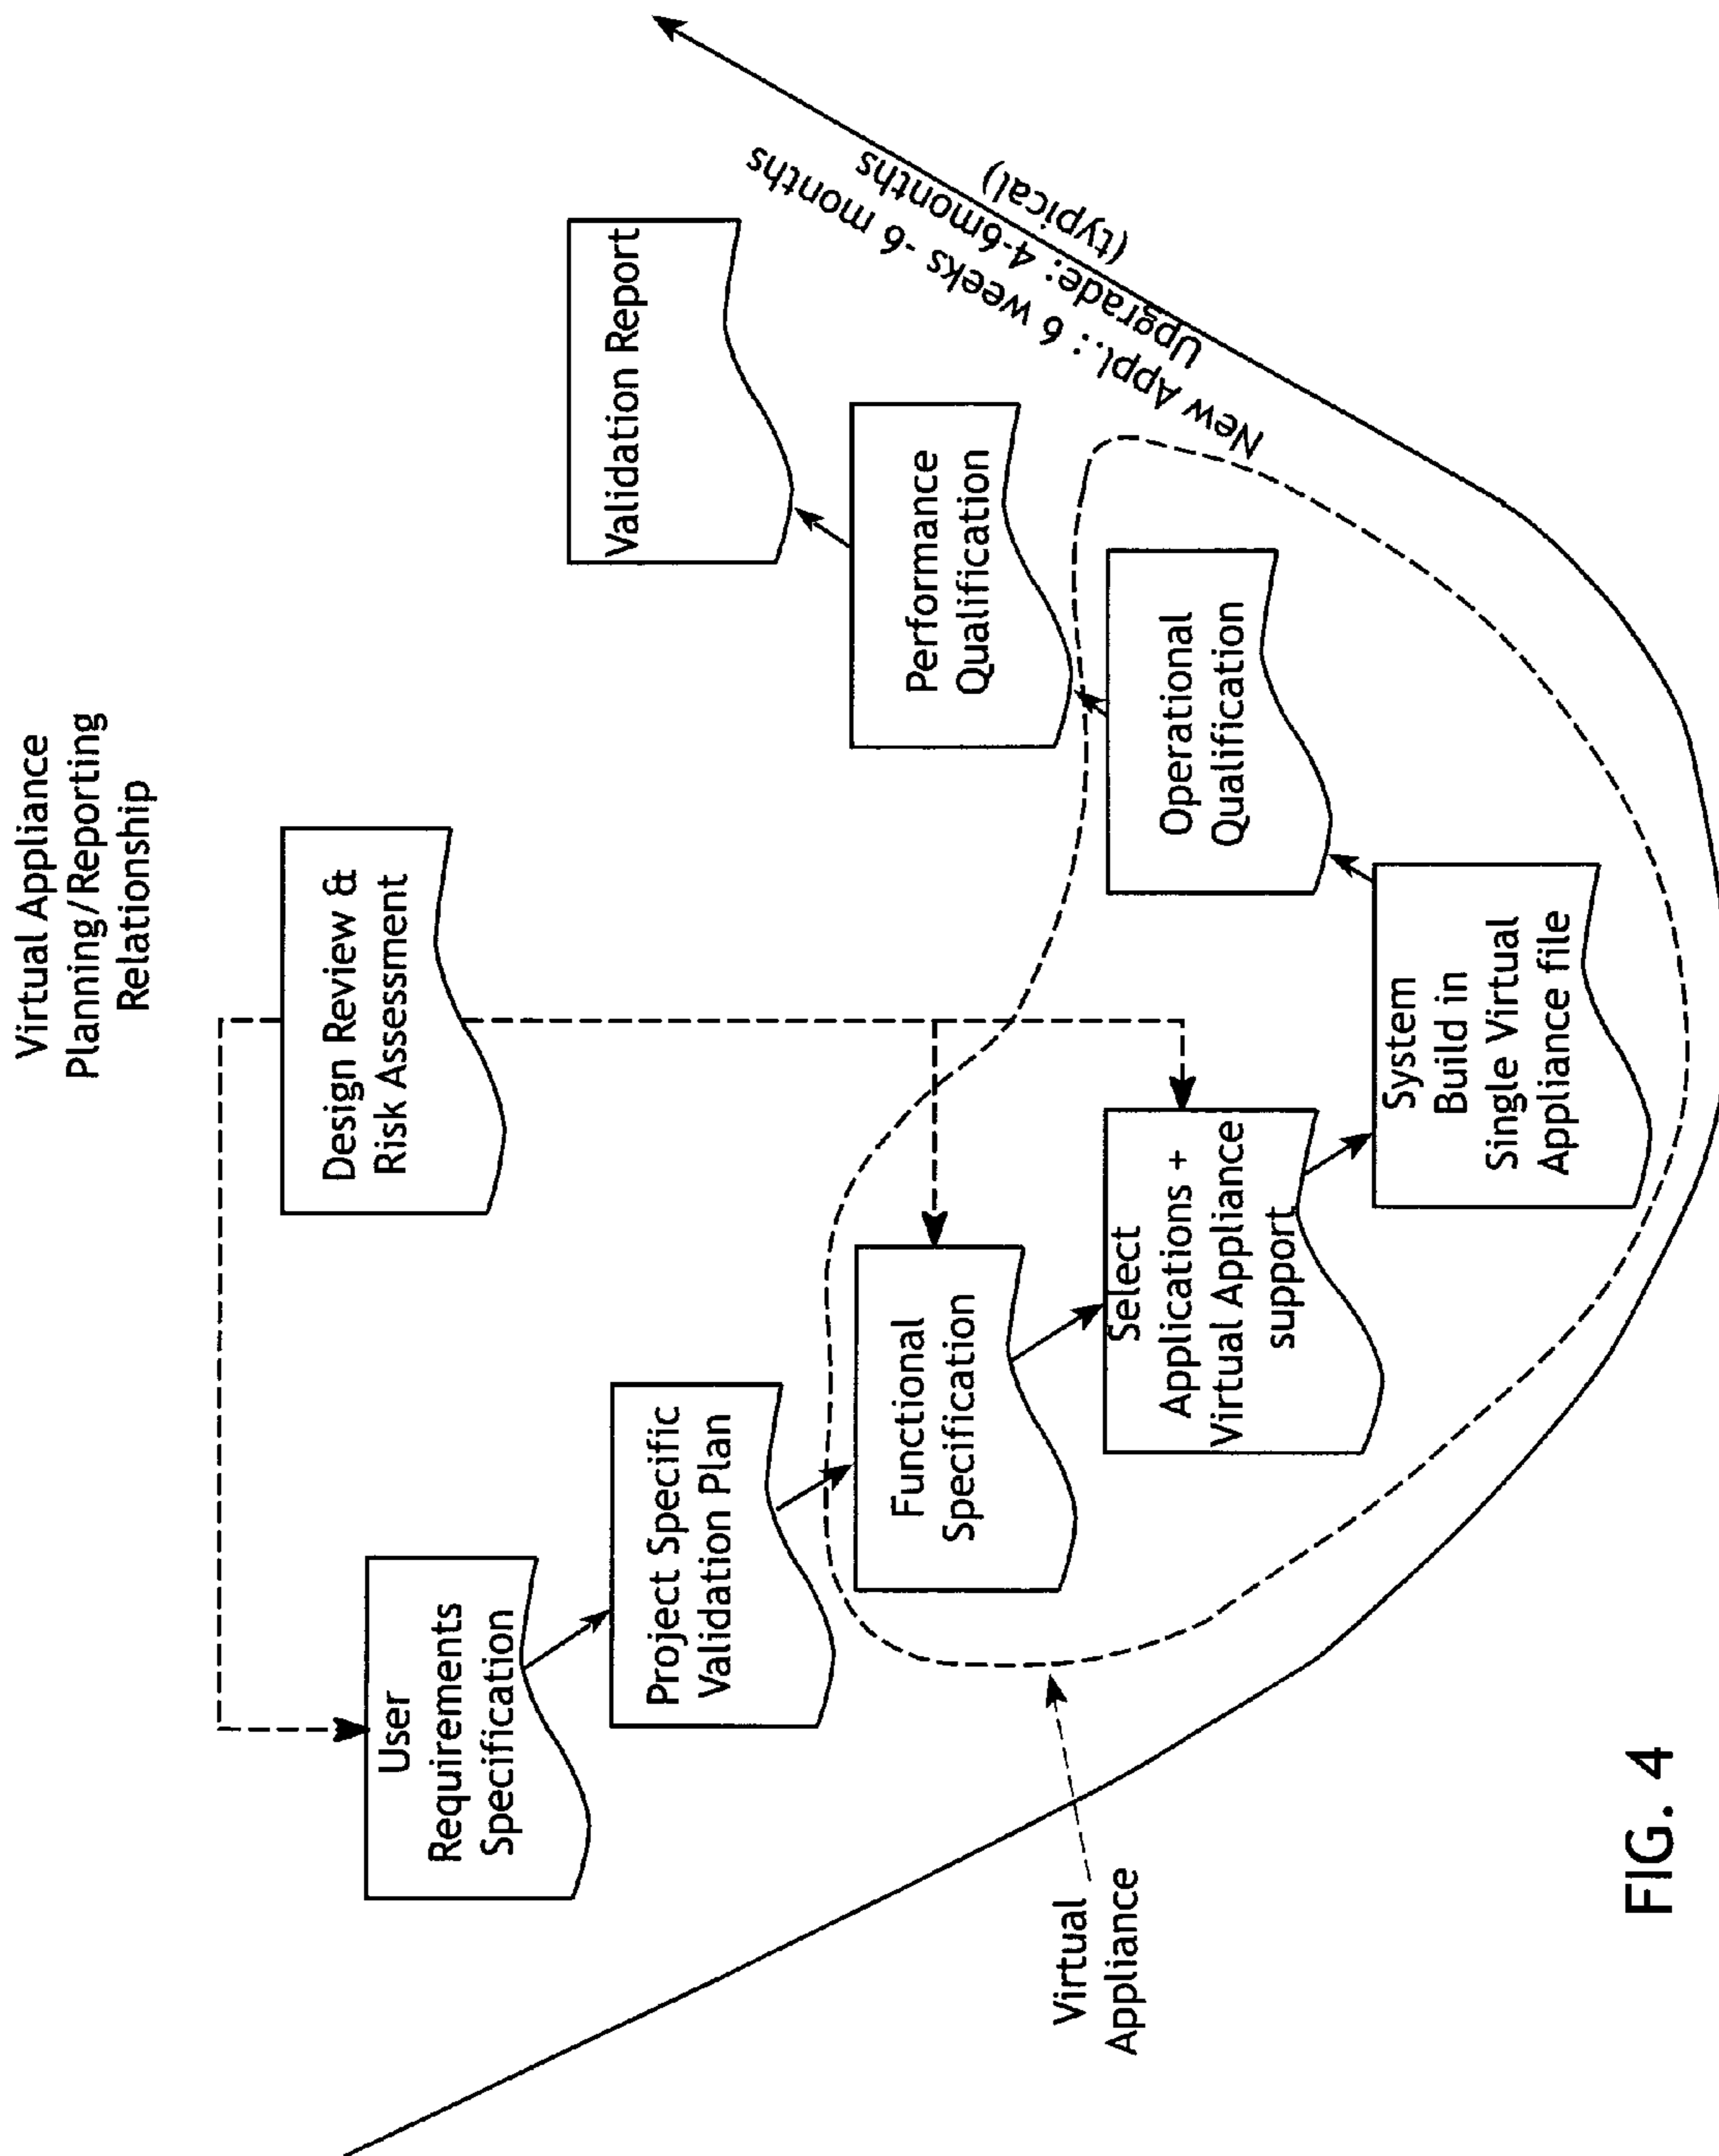 Virtual Appliance
Planning/Reporting
Relationship
Design Review &
Risk Assessment
User
Requirements
Specification
Project Specific
Validation Plan
Functional
Specification
Select
Applications +
Virtual Appliance
support
System
Build in
Single Virtual
Appliance file
Operational
Qualification
Performance
Qualification
Validation Report
New Appl.: 6 weeks -6 months
Upgrade: 4-6months
(typical)
Virtual
Appliance
FIG. 4